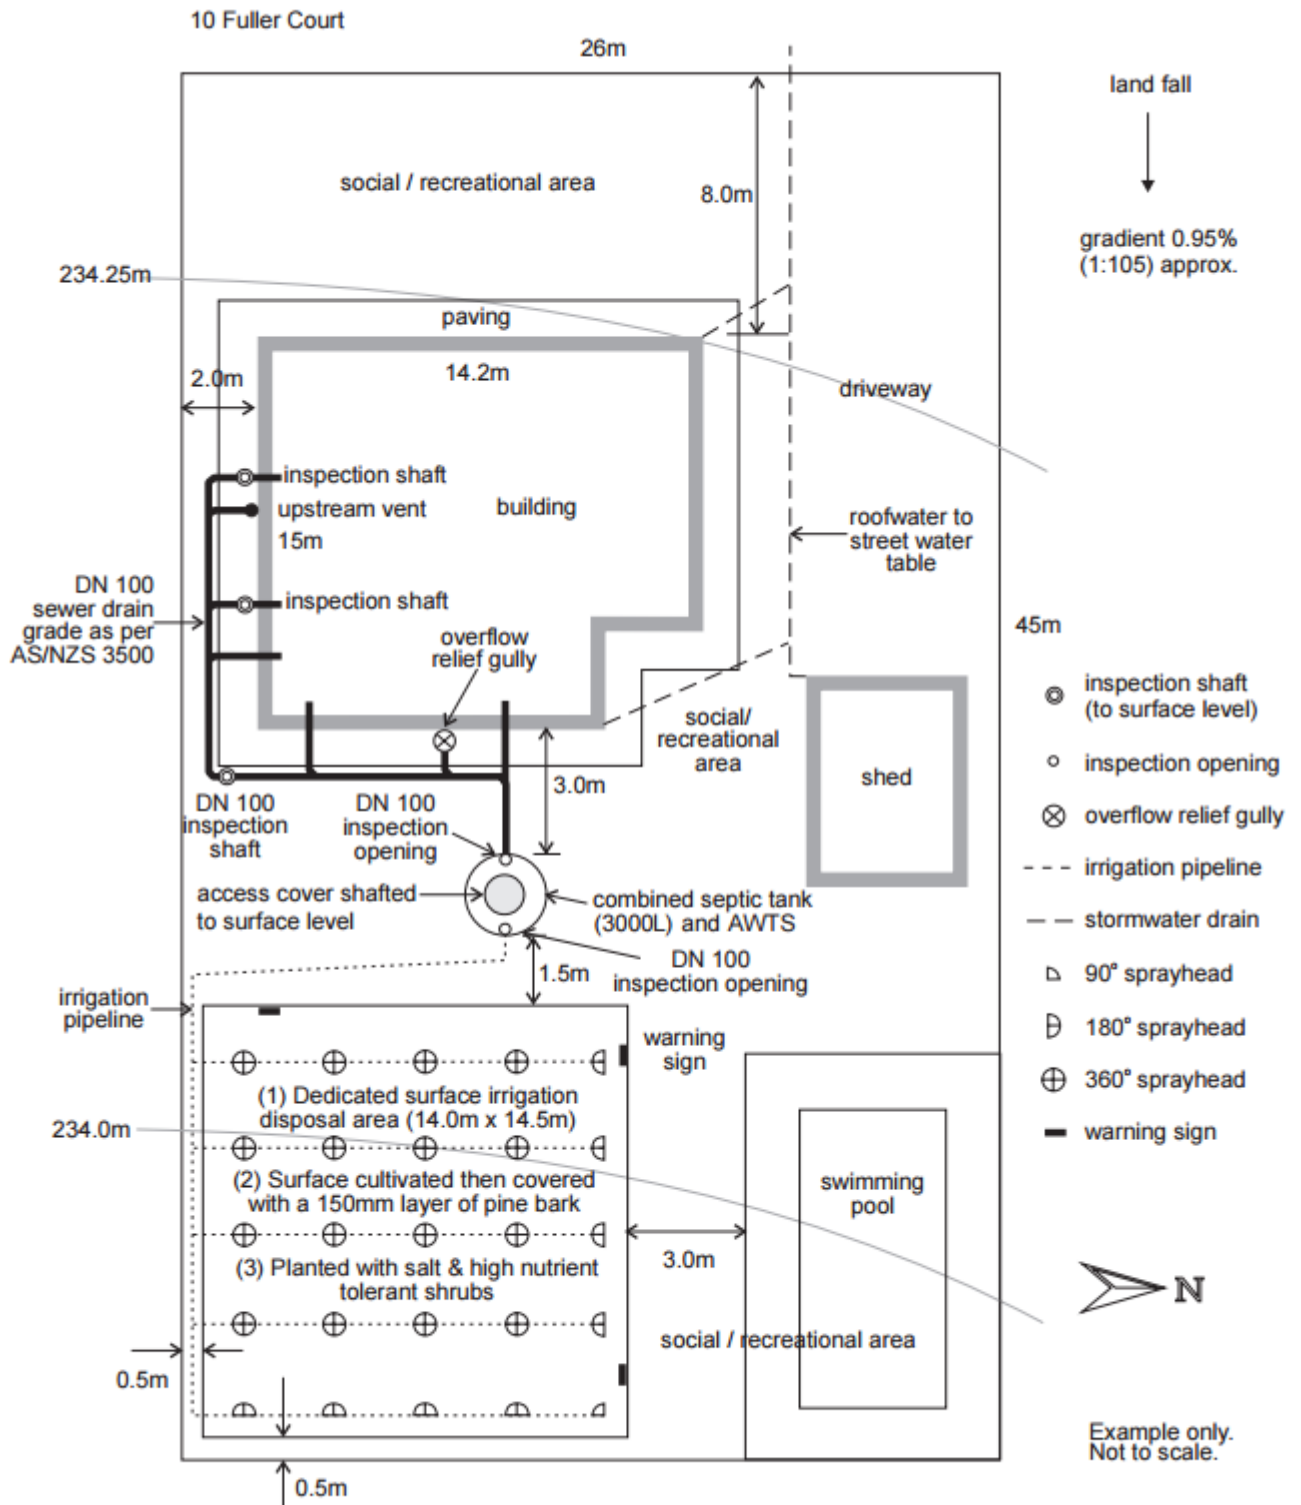 10 Fuller Court
26m
land fall
social / recreational area
8.0m
gradient 0.95%
(1:105) approx.
234.25m
paving
14.2m
2.0m
driveway
inspection shaft
upstream vent
building
15m
roofwater to
street water
table
DN 100
sewer drain
grade as per
AS/NZS 3500
inspection shaft
overflow
relief gully
45m
social/
recreational
area
inspection shaft
(to surface level)
inspection opening
overflow relief gully
irrigation pipeline
stormwater drain
90° sprayhead
180° sprayhead
360° sprayhead
warning sign
shed
3.0m
DN 100
inspection
shaft
DN 100
inspection
opening
access cover shafted
to surface level
combined septic tank
(3000L) and AWTS
DN 100
inspection opening
1.5m
irrigation
pipeline
warning
sign
(1) Dedicated surface irrigation
disposal area (14.0m x 14.5m)
234.0m
(2) Surface cultivated then covered
with a 150mm layer of pine bark
swimming
pool
(3) Planted with salt & high nutrient
tolerant shrubs
3.0m
N
social / recreational area
0.5m
0.5m
Example only.
Not to scale.